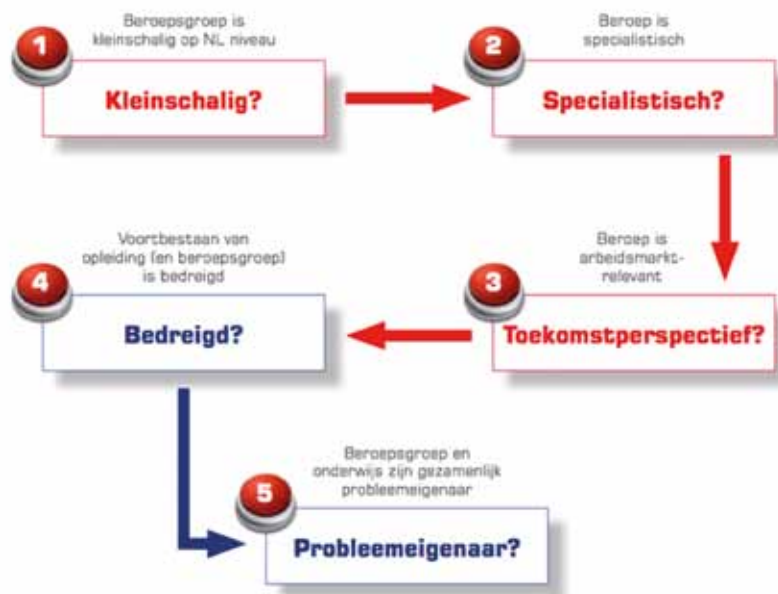 Beroepsgroep is
kleinschalig op NL niveau
1
Kleinschalig?
Beroep is
specialistisch
2
Specialistisch?
Beroep is
arbeidsmarkt-
relevant
3
Toekomstperspectief?
Voortbestaan van
opleiding (en beroepsgroep)
is bedreigd
4
Bedreigd?
Beroepsgroep en
onderwijs zijn gezamenlijk
probleemeigenaar
5
Probleemeigenaar?